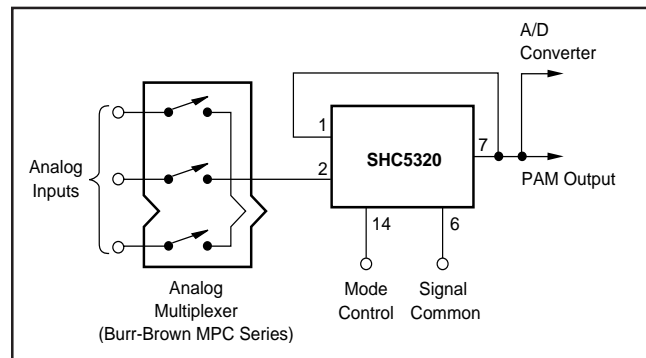 A/D
Converter
1
7
SHC5320
Analog
Inputs
2
PAM Output
14
6
Analog
Multiplexer
(Burr-Brown MPC Series)
Mode
Control
Signal
Common